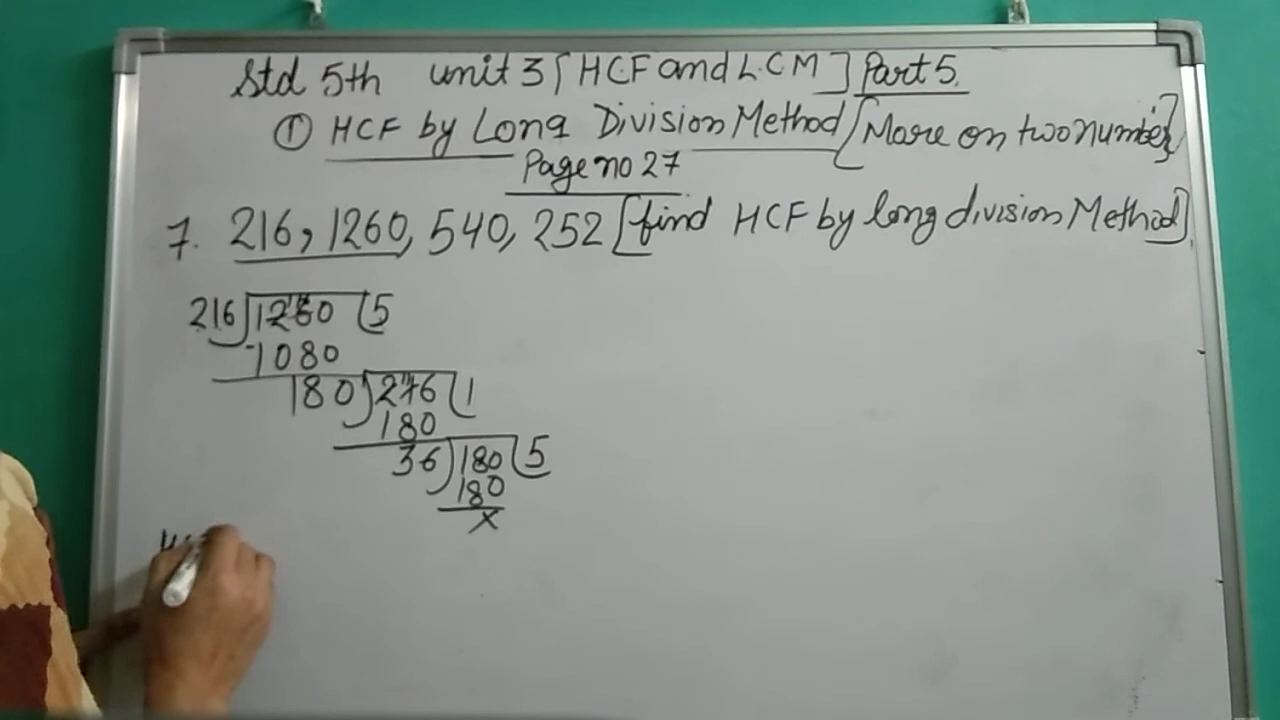 Std 5th unit 3 [HCF and L.C.M] Part 5.
① HCF by Long Division Method [More on two number]
Page no 27
7. 216, 1260, 540, 252 [find HCF by long division Method].
216 1260 5
-1080
180 216 1
180
36 180 5
180
x